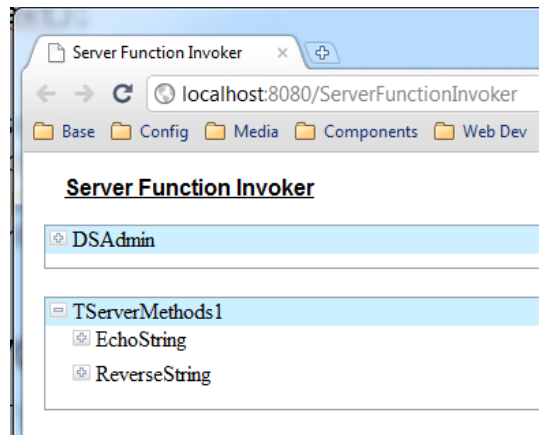 Server Function Invoker
localhost:8080/ServerFunctionInvoker
Base Config Media Components Web Dev
Server Function Invoker
DSAdmin
TServerMethods1
EchoString
ReverseString